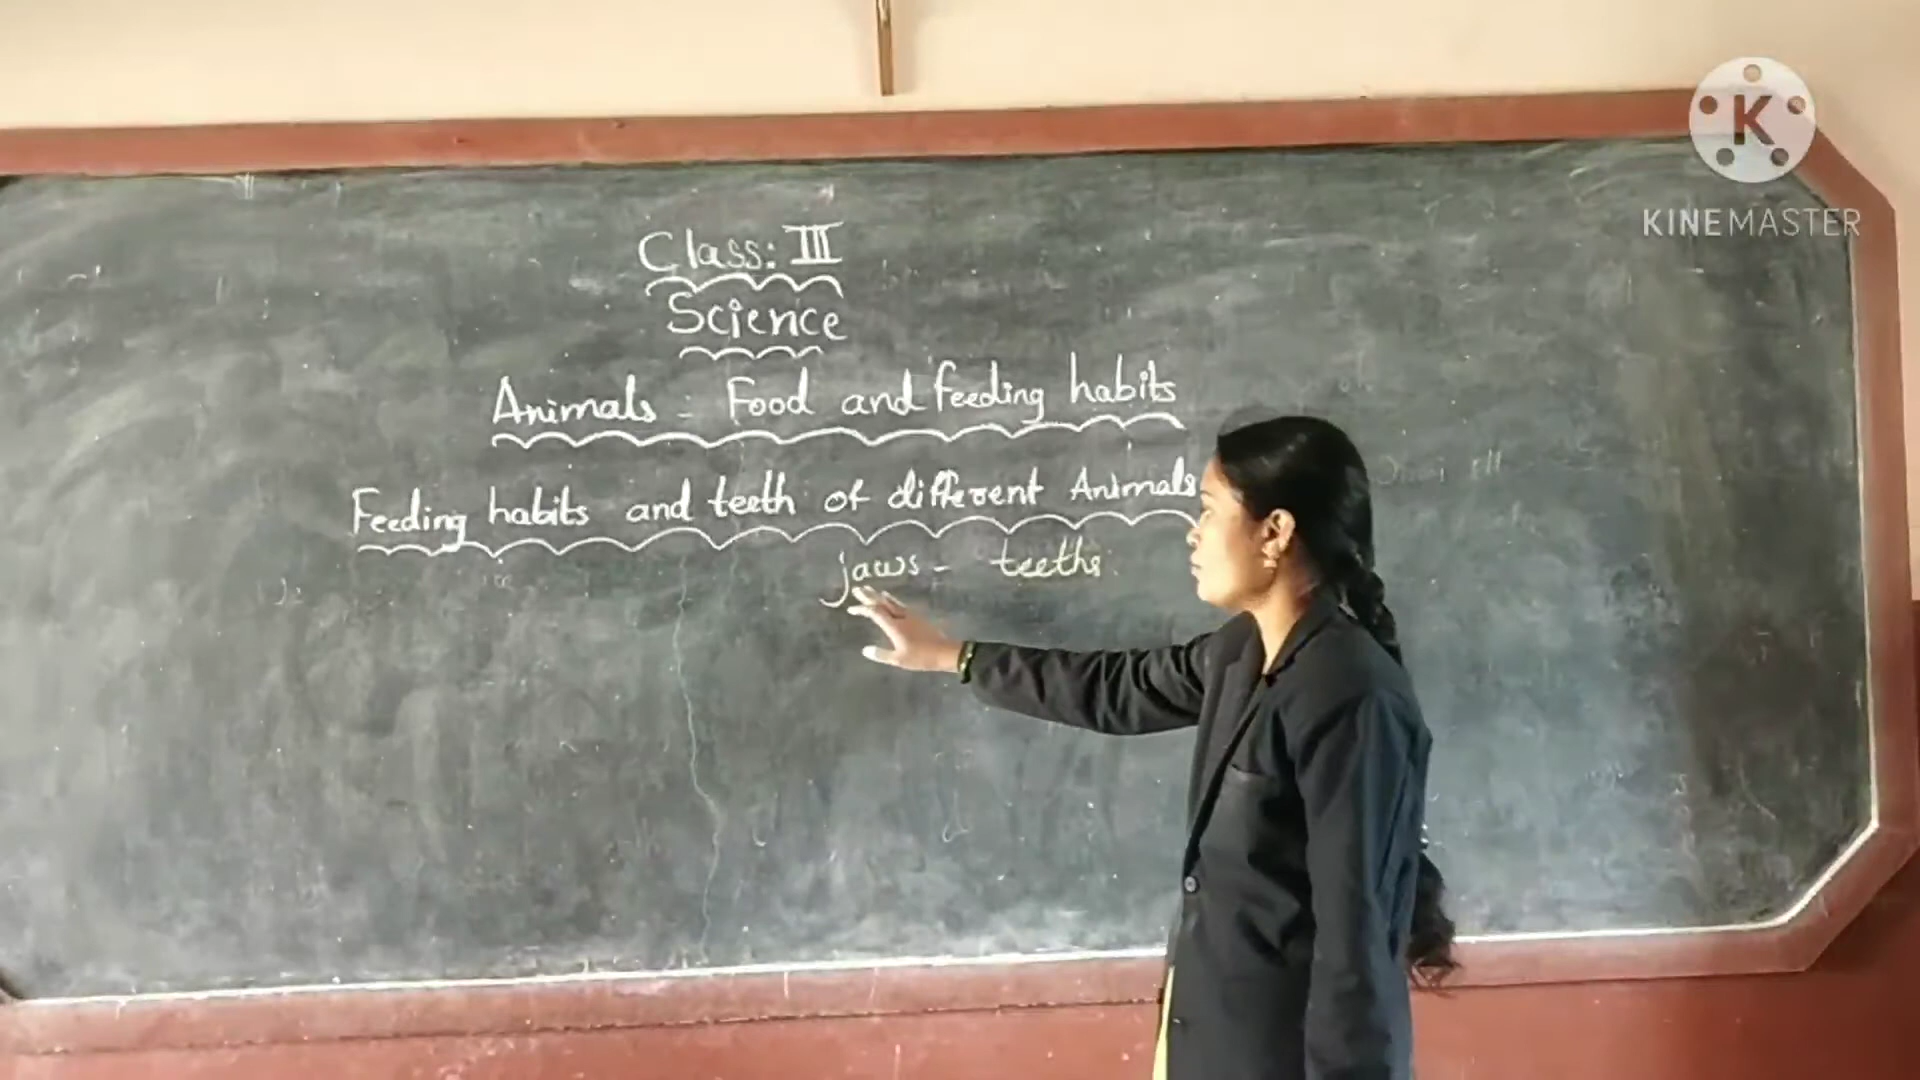 Class: III
Science
Animals - Food and feeding habits
Feeding habits and teeth of different Animals
jaws - teeths.
K
KINEMASTER